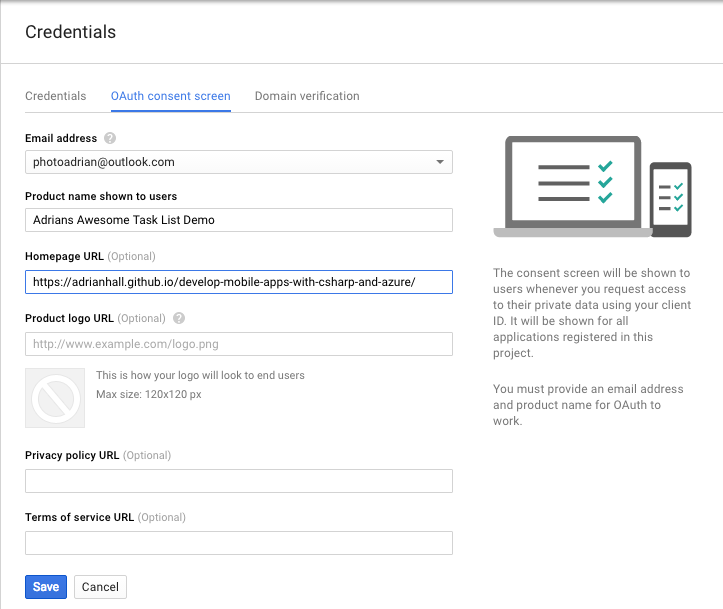 Credentials
Credentials OAuth consent screen Domain verification
Email address ?
photoadrian@outlook.com
Product name shown to users
Adrians Awesome Task List Demo
Homepage URL (Optional)
https://adrianhall.github.io/develop-mobile-apps-with-csharp-and-azure/
Product logo URL (Optional) ?
http://www.example.com/logo.png
This is how your logo will look to end users
Max size: 120x120 px
Privacy policy URL (Optional)
Terms of service URL (Optional)
Save Cancel
The consent screen will be shown to
users whenever you request access
to their private data using your client
ID. It will be shown for all
applications registered in this
project.
You must provide an email address
and product name for OAuth to
work.